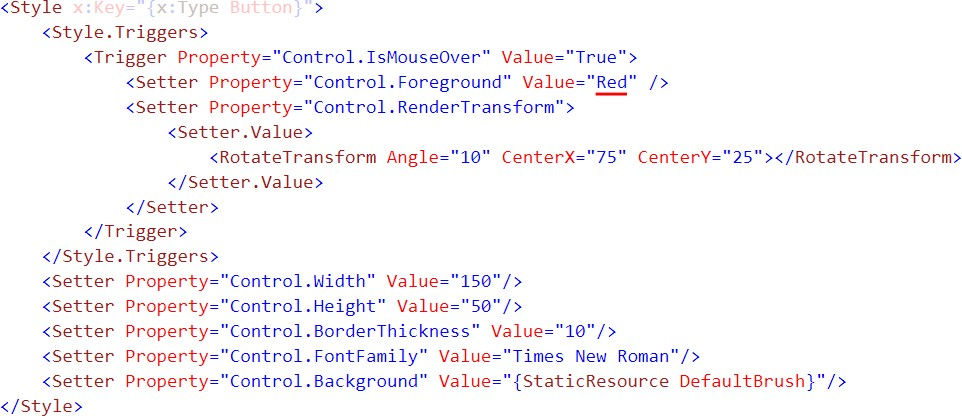 <Style x:Key="{x:Type Button}">
<Style.Triggers>
<Trigger Property="Control.IsMouseOver" Value="True">
<Setter Property="Control.Foreground" Value="Red" />
<Setter Property="Control.RenderTransform">
<Setter.Value>
<RotateTransform Angle="10" CenterX="75" CenterY="25"></RotateTransform>
</Setter.Value>
</Setter>
</Trigger>
</Style.Triggers>
<Setter Property="Control.Width" Value="150"/>
<Setter Property="Control.Height" Value="50"/>
<Setter Property="Control.BorderThickness" Value="10"/>
<Setter Property="Control.FontFamily" Value="Times New Roman"/>
<Setter Property="Control.Background" Value="{StaticResource DefaultBrush}"/>
</Style>